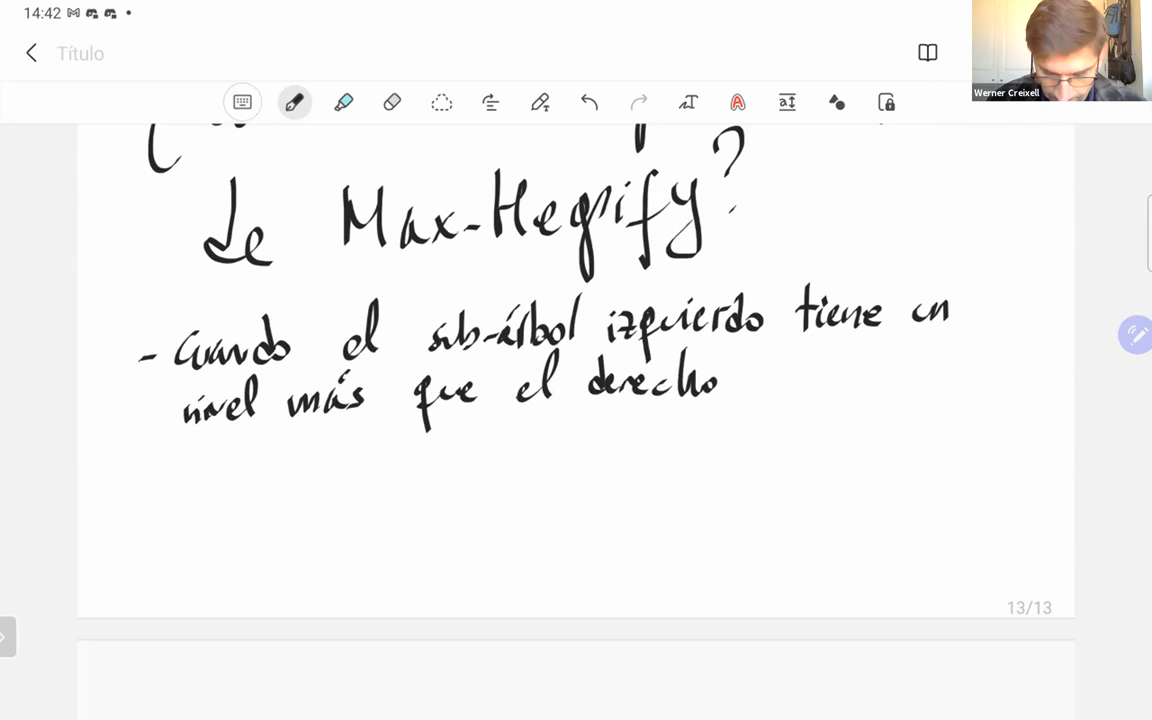 14:42
Título
Werner Creixell
de Max-Heapify?
- Cuando el sub-árbol izquierdo tiene un
nivel más que el derecho
13/13